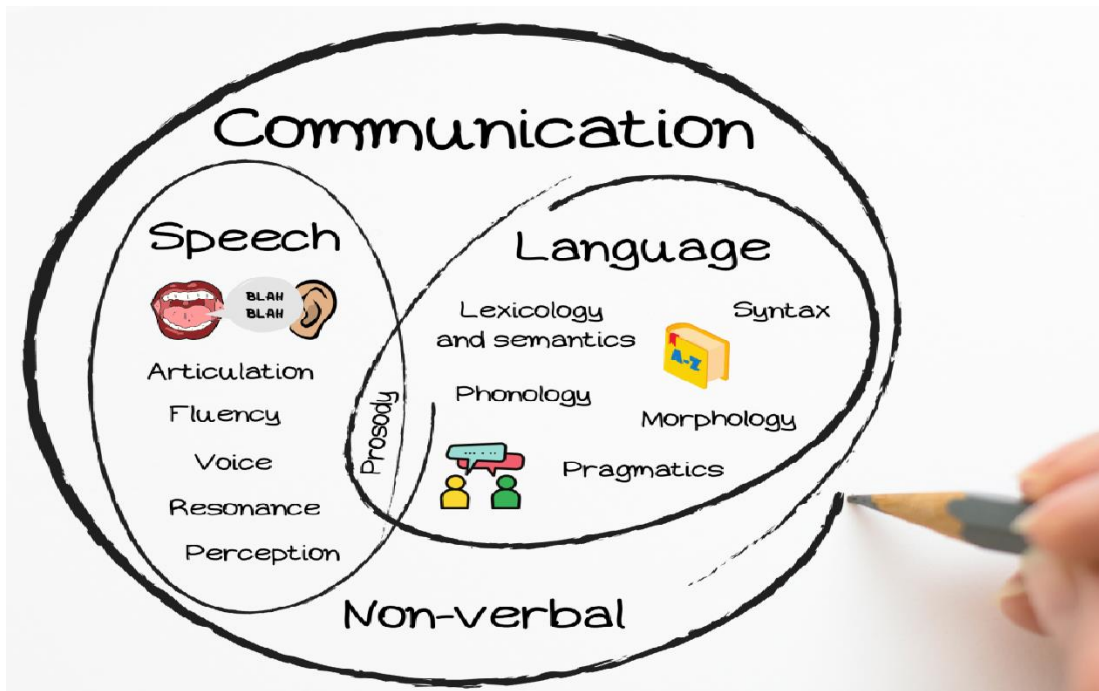 Communication
Speech
BLAH
BLAH
Articulation
Fluency
Voice
Resonance
Perception
Prosody
Language
Lexicology
and semantics
Syntax
A-Z
Phonology
Morphology
Pragmatics
Non-verbal